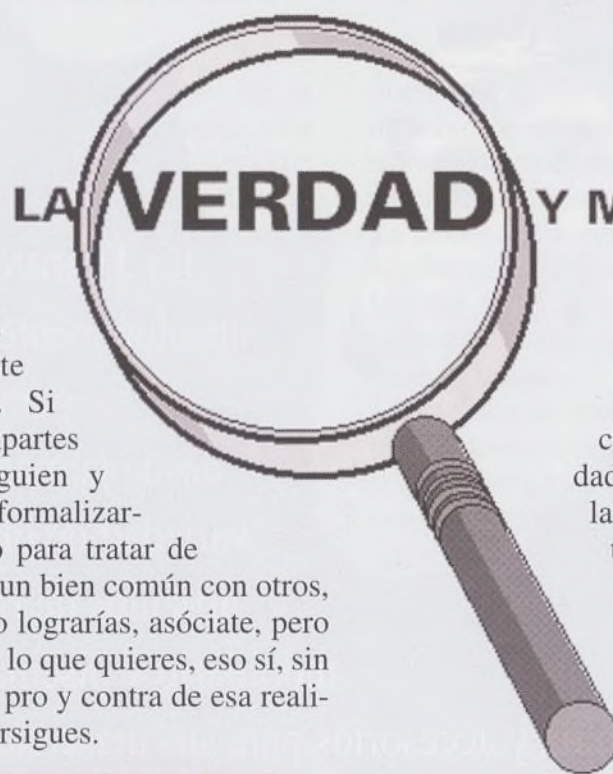 LA VERDAD Y M
te
. Si
partes
guien y
formalizar-
o para tratar de
un bien común con otros,
o lograrías, asóciate, pero
lo que quieres, eso sí, sin
pro y contra de esa reali-
rsigues.
c
dad
la
t